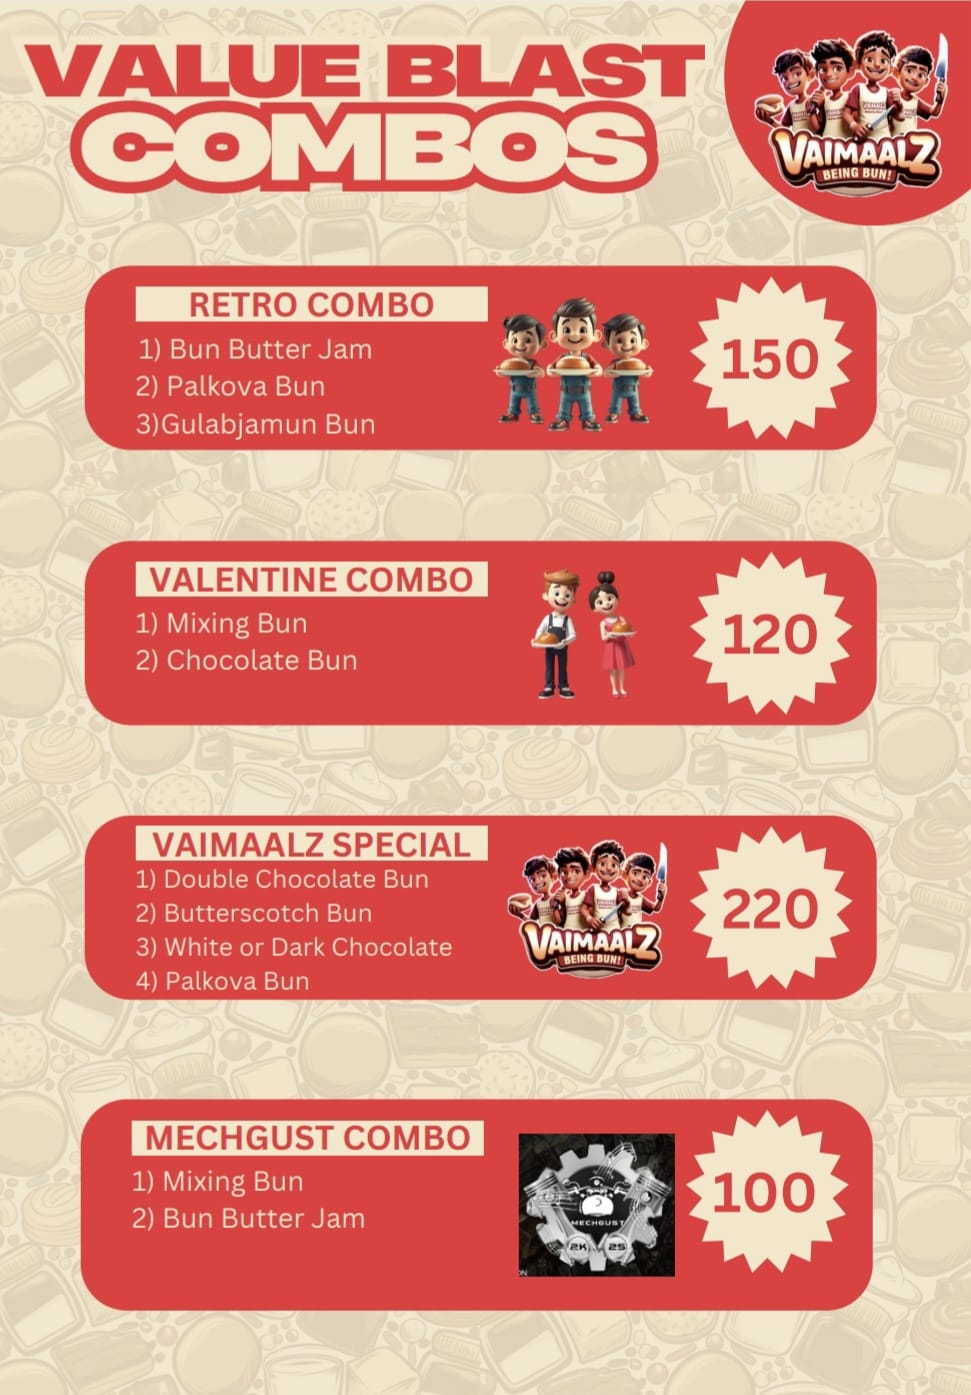 VALUE BLAST
COMBOS
VAIMAALZ
BEING BUN!
RETRO COMBO
1) Bun Butter Jam
2) Palkova Bun
3)Gulabjamun Bun
150
VALENTINE COMBO
1) Mixing Bun
2) Chocolate Bun
120
VAIMAALZ SPECIAL
1) Double Chocolate Bun
2) Butterscotch Bun
3) White or Dark Chocolate
4) Palkova Bun
VAIMAALZ
BEING BUN!
220
MECHGUST COMBO
1) Mixing Bun
2) Bun Butter Jam
MECHGUST
2K 25
ON
100